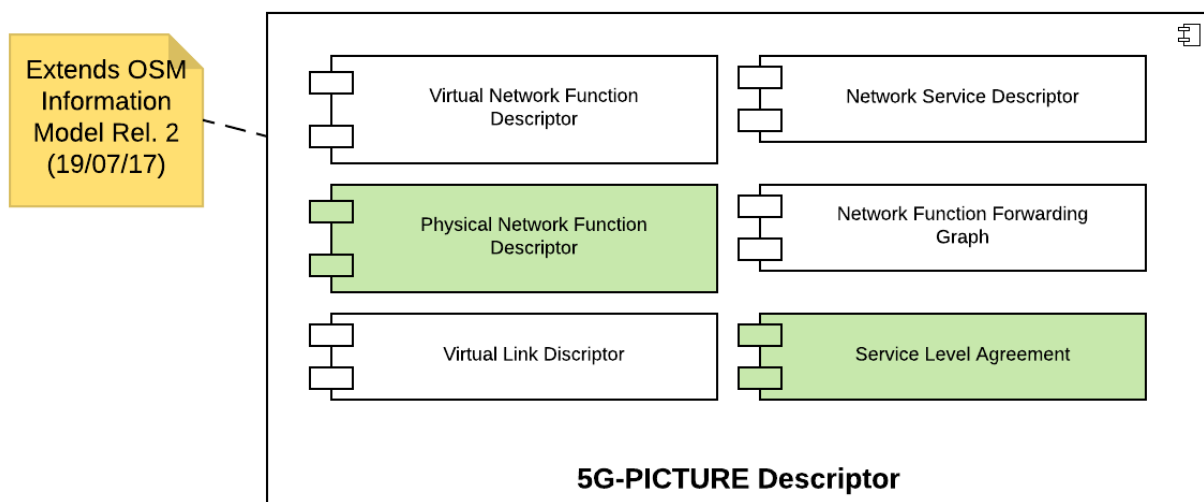 Extends OSM
Information
Model Rel. 2
(19/07/17)
Virtual Network Function
Descriptor
Network Service Descriptor
Physical Network Function
Descriptor
Network Function Forwarding
Graph
Virtual Link Discriptor
Service Level Agreement
5G-PICTURE Descriptor